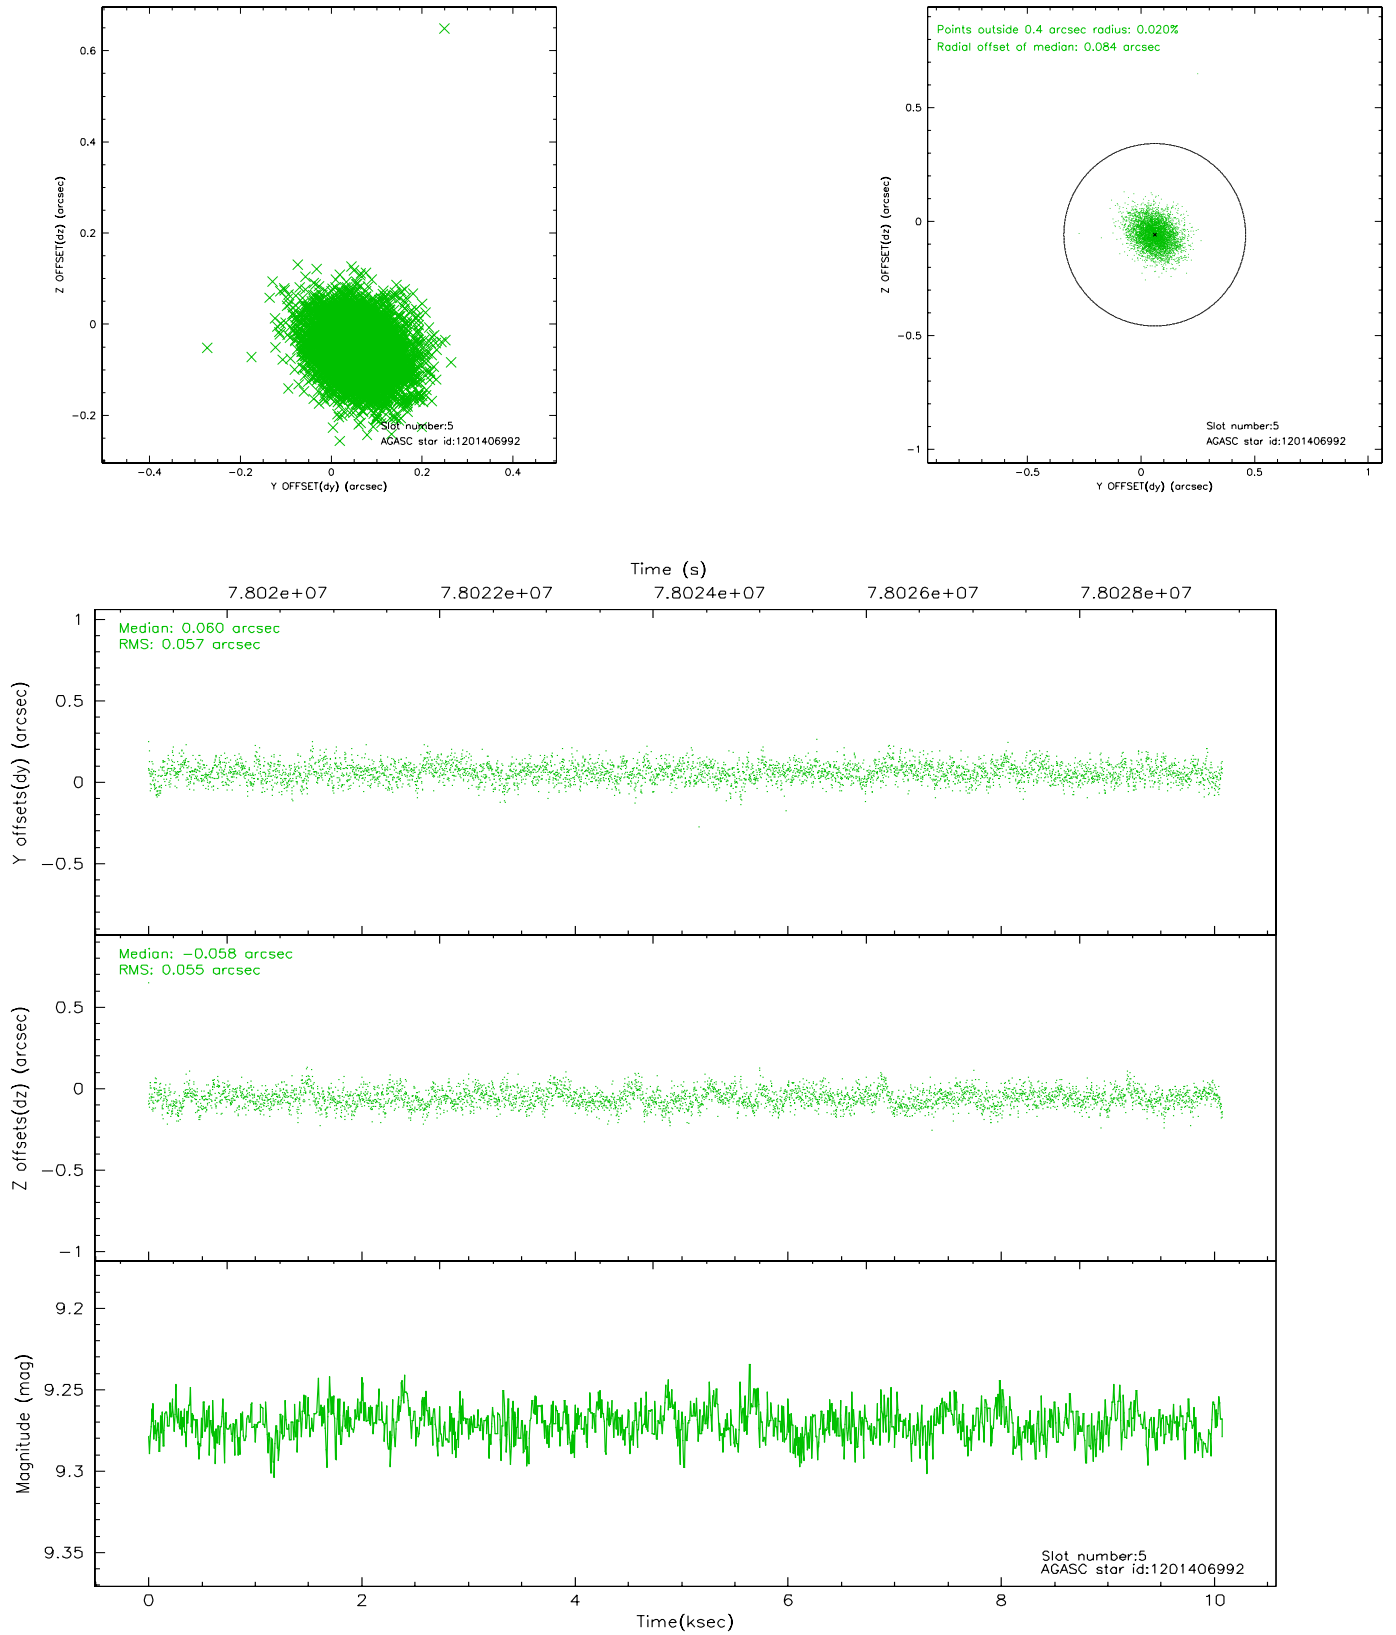 0.6
0.4
0.2
0
−0.2
Z OFFSET(dz) (arcsec)
Slot number:5
AGASC star id:1201406992
−0.4 −0.2 0 0.2 0.4
Y OFFSET(dy) (arcsec)
Points outside 0.4 arcsec radius: 0.020%
Radial offset of median: 0.084 arcsec
0.5
0
−0.5
−1
Z OFFSET(dz) (arcsec)
Slot number:5
AGASC star id:1201406992
−0.5 0 0.5 1
Y OFFSET(dy) (arcsec)
Time (s)
7.802e+07 7.8022e+07 7.8024e+07 7.8026e+07 7.8028e+07
Median: 0.060 arcsec
RMS: 0.057 arcsec
1
0.5
0
−0.5
Y offsets(dy) (arcsec)
Median: −0.058 arcsec
RMS: 0.055 arcsec
0.5
0
−0.5
−1
Z offsets(dz) (arcsec)
9.2
9.25
9.3
9.35
Magnitude (mag)
Slot number:5
AGASC star id:1201406992
0 2 4 6 8 10
Time(ksec)